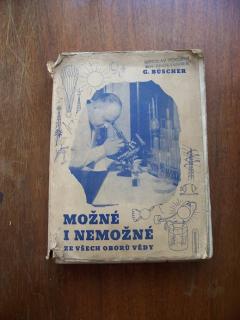 G. BÜSCHER
MOŽNÉ
I NEMOŽNÉ
ZE VŠECH OBORŮ VĚDY